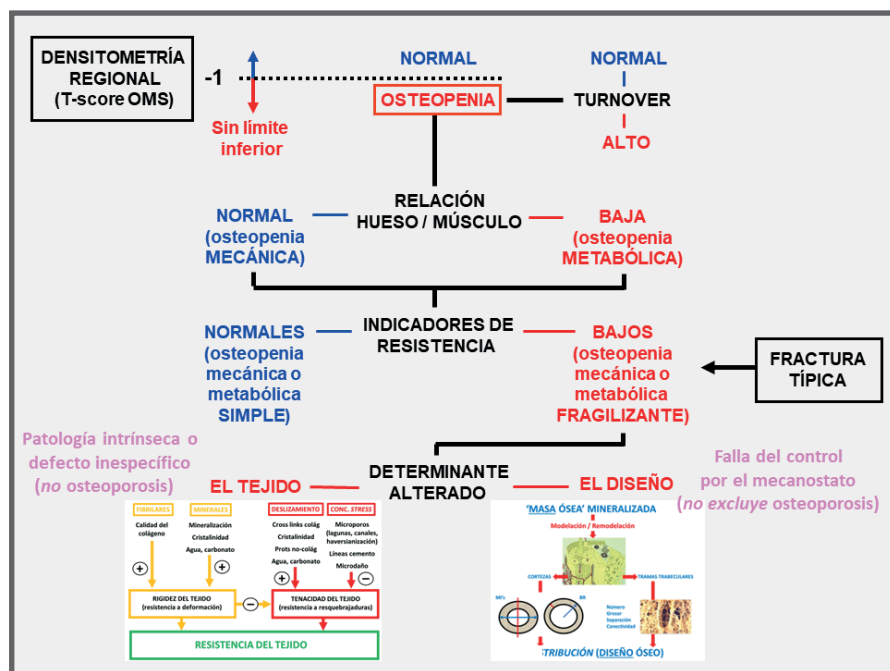 DENSITOMETRÍA
REGIONAL
(T-score OMS)
-1
Sin límite
inferior
NORMAL
OSTEOPENIA
NORMAL
TURNOVER
ALTO
RELACIÓN
HUESO / MÚSCULO
NORMAL
(osteopenia
MECÁNICA)
BAJA
(osteopenia
METABÓLICA)
INDICADORES DE
RESISTENCIA
NORMALES
(osteopenia
mecánica o
metabólica
SIMPLE)
BAJOS
(osteopenia
mecánica o
metabólica
FRAGILIZANTE)
FRACTURA
TÍPICA
Patología intrínseca o
defecto inespecífico
(no osteoporosis)
DETERMINANTE
ALTERADO
EL TEJIDO
EL DISEÑO
Falla del control
por el mecanostato
(no excluye osteoporosis)
FIBRILARES
MINERALES
DESLIZAMIENTO
CONC. STRESS
Calidad del
colágeno
Mineralización
Cristalinidad
Agua, carbonato
Cross links colág
Cristalinidad
Prots no-colág
Agua, carbonato
Microporos
(lagunas, canales,
haversianización)
Líneas cemento
Microdaño
+
+
+
−
RIGIDEZ DEL TEJIDO
(resistencia a deformación)
−
TENACIDAD DEL TEJIDO
(resistencia a resquebrajaduras)
RESISTENCIA DEL TEJIDO
'MASA ÓSEA' MINERALIZADA
Modelación / Remodelación
CORTEZAS
TRAMAS TRABECULARES
BR
Número
Grosor
Separación
Conectividad
STRIBUCIÓN (DISEÑO ÓSEO)